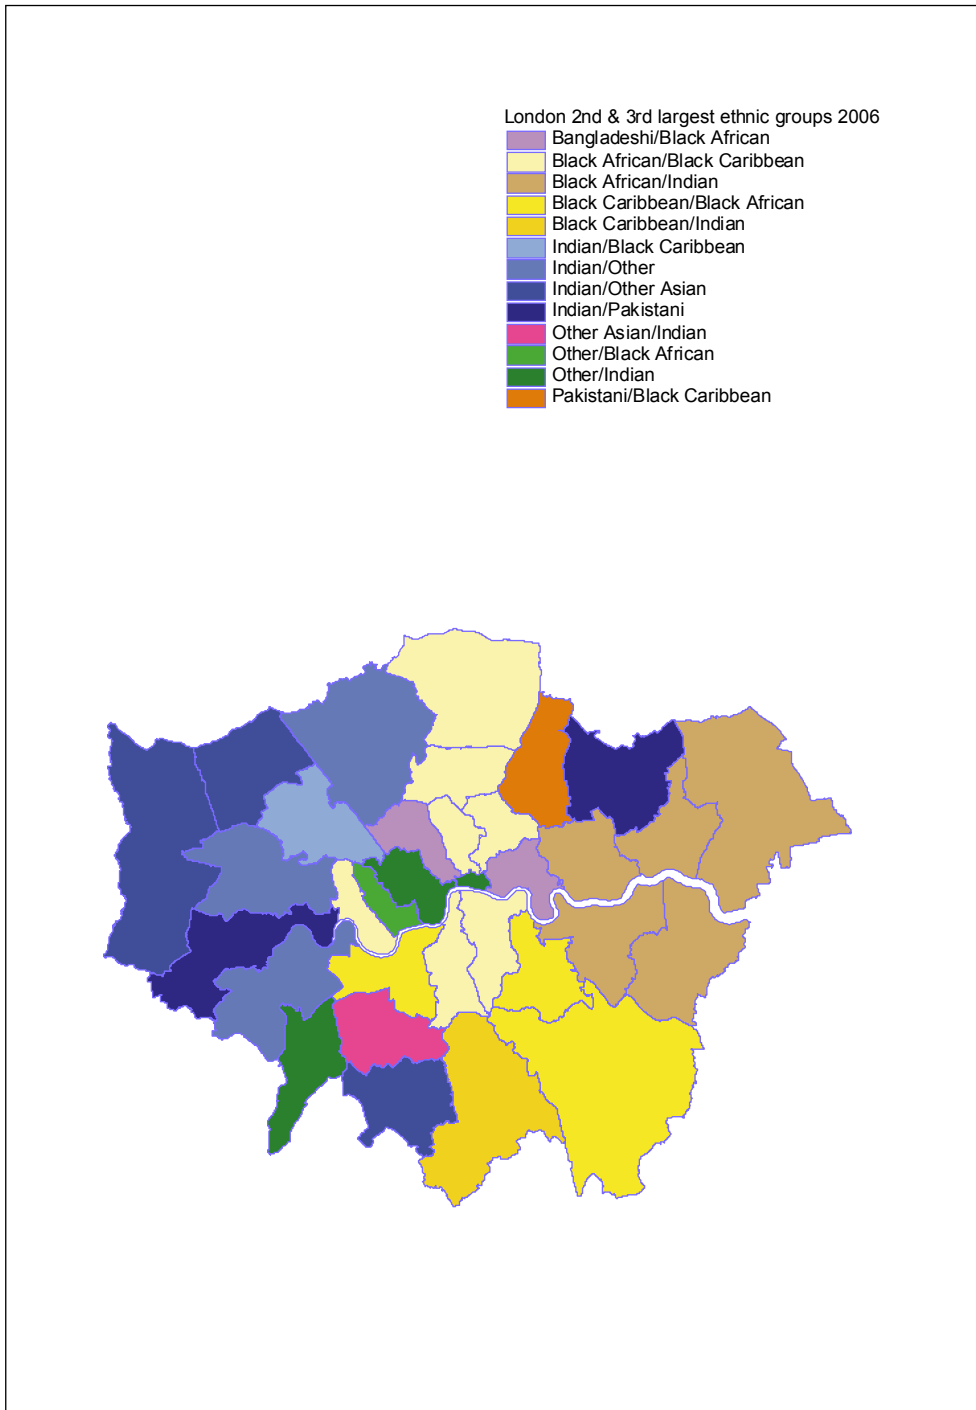 London 2nd & 3rd largest ethnic groups 2006
Bangladeshi/Black African
Black African/Black Caribbean
Black African/Indian
Black Caribbean/Black African
Black Caribbean/Indian
Indian/Black Caribbean
Indian/Other
Indian/Other Asian
Indian/Pakistani
Other Asian/Indian
Other/Black African
Other/Indian
Pakistani/Black Caribbean